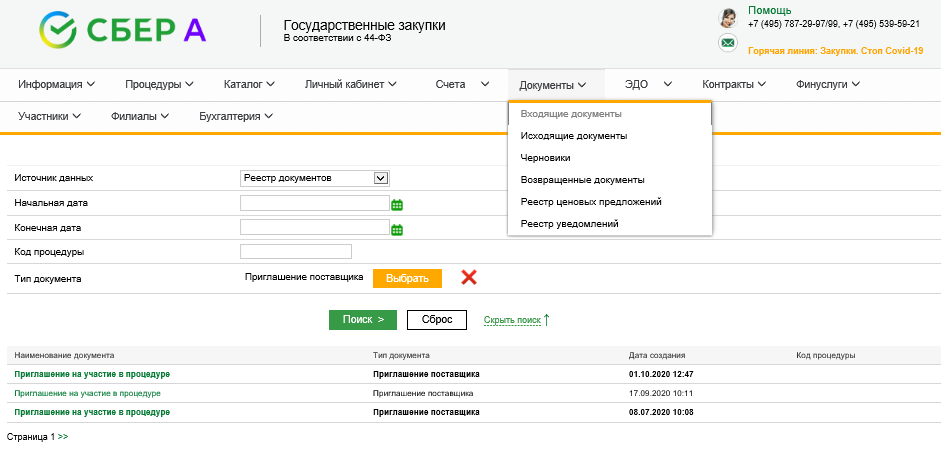 СБЕР А
Государственные закупки
В соответствии с 44-ФЗ
Помощь
+7 (495) 787-29-97/99, +7 (495) 539-59-21
Горячая линия: Закупки. Стоп Covid-19
Информация Процедуры Каталог Личный кабинет Счета Документы ЭДО Контракты Финуслуги
Участники Филиалы Бухгалтерия
Входящие документы
Исходящие документы
Черновики
Возвращенные документы
Реестр ценовых предложений
Реестр уведомлений
Источник данных Реестр документов
Начальная дата
Конечная дата
Код процедуры
Тип документа Приглашение поставщика Выбрать
Поиск > Сброс Скрыть поиск
Наименование документа Тип документа Дата создания Код процедуры
Приглашение на участие в процедуре Приглашение поставщика 01.10.2020 12:47
Приглашение на участие в процедуре Приглашение поставщика 17.09.2020 10:11
Приглашение на участие в процедуре Приглашение поставщика 08.07.2020 10:08
Страница 1 >>